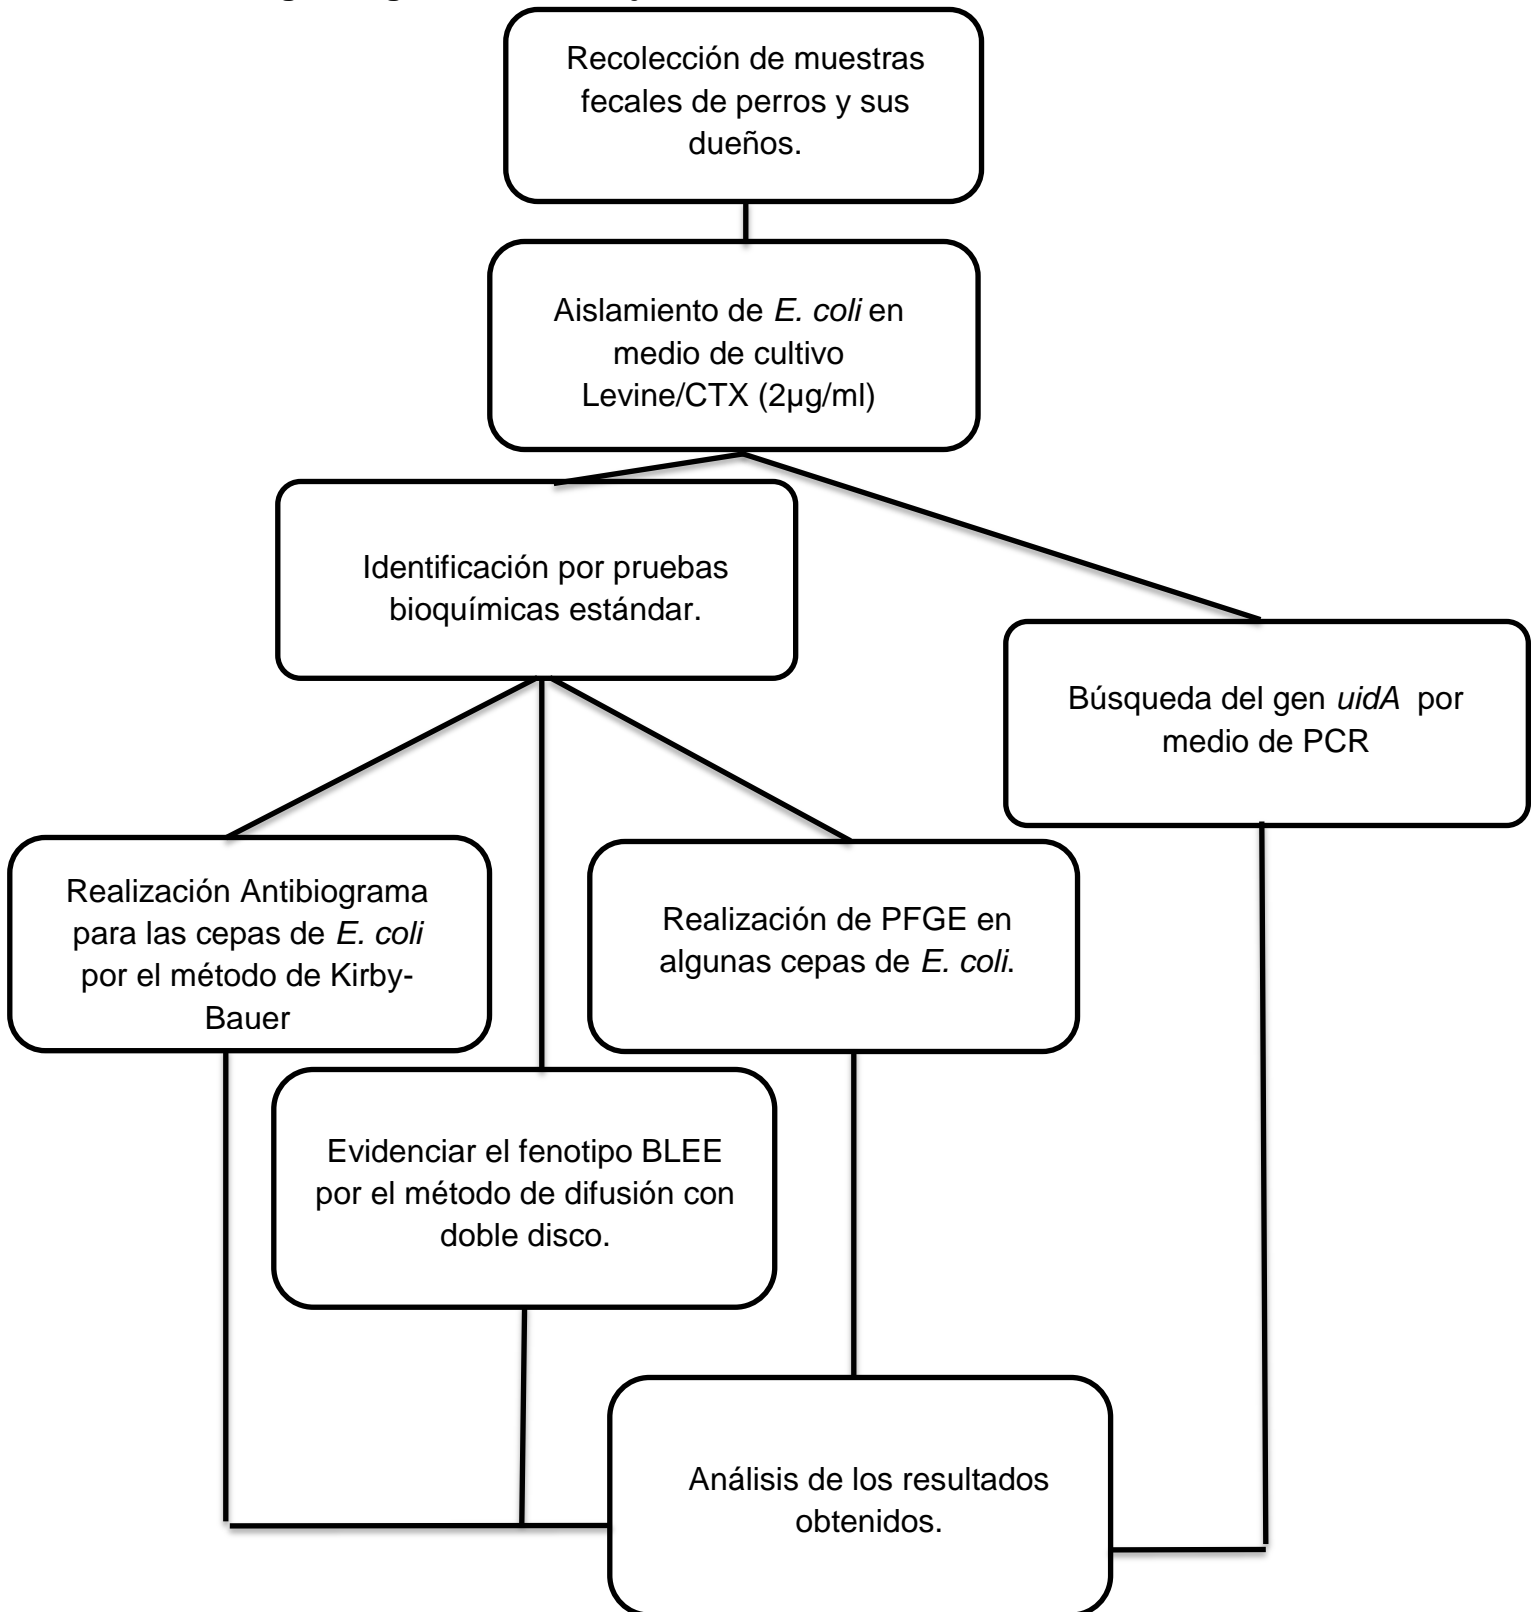 Recolección de muestras
fecales de perros y sus
dueños.
Aislamiento de E. coli en
medio de cultivo
Levine/CTX (2µg/ml)
Identificación por pruebas
bioquímicas estándar.
Búsqueda del gen uidA por
medio de PCR
Realización Antibiograma
para las cepas de E. coli
por el método de Kirby-
Bauer
Realización de PFGE en
algunas cepas de E. coli.
Evidenciar el fenotipo BLEE
por el método de difusión con
doble disco.
Análisis de los resultados
obtenidos.